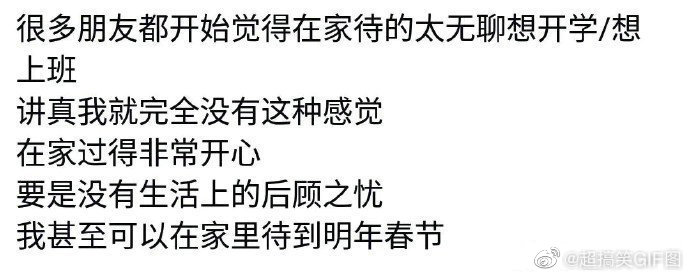 很多朋友都开始觉得在家待的太无聊想开学/想
上班
讲真我就完全没有这种感觉
在家过得非常开心
要是没有生活上的后顾之忧
我甚至可以在家里待到明年春节
@超搞笑GIF图